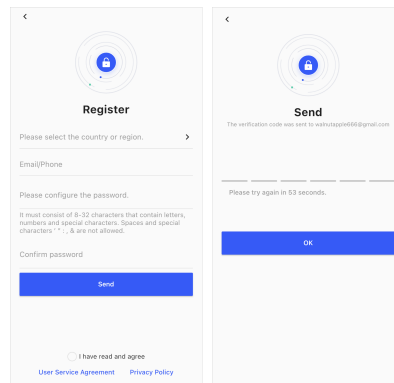 Register
Please select the country or region.
Email/Phone
Please configure the password.
It must consist of 8-32 characters that contain letters,
numbers and special characters. Spaces and special
characters ' " : , & are not allowed.
Confirm password
Send
I have read and agree
User Service Agreement Privacy Policy
Send
The verification code was sent to walnutapple666@gmail.com
Please try again in 53 seconds.
OK